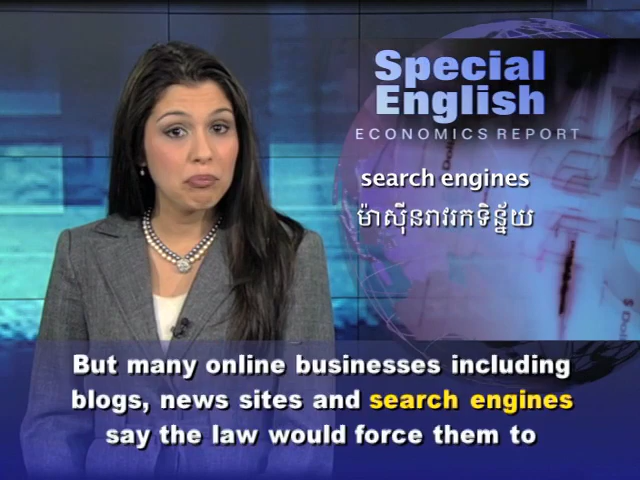 Special
English
ECONOMICS REPORT
search engines
ម៉ាស៊ីនរាវរកទិន្ន័យ
But many online businesses including
blogs, news sites and search engines
say the law would force them to